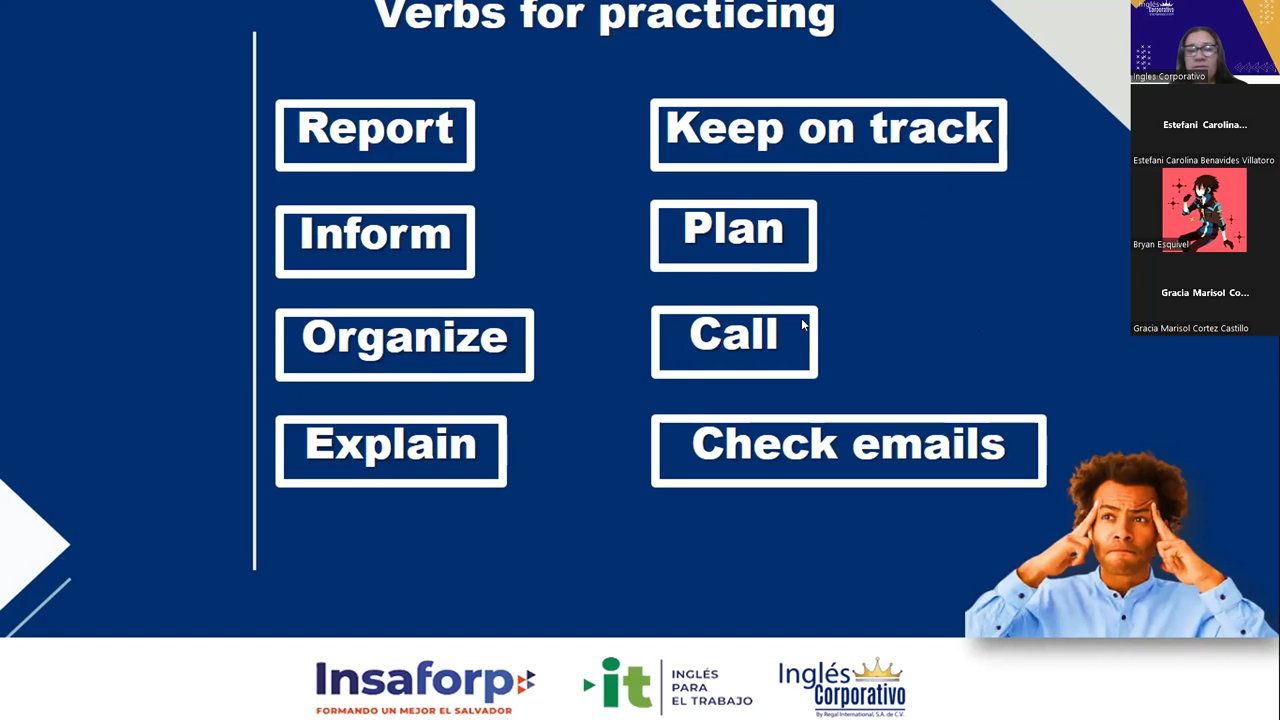 Verbs for practicing
Report
Inform
Organize
Explain
Keep on track
Plan
Call
Check emails
Inglés
Corporativo
Ingles Corporativo
Estefani Carolina...
Estefani Carolina Benavides Villatoro
Bryan Esquivel
Gracia Marisol Co...
Gracia Marisol Cortez Castillo
Insaforp
FORMANDO UN MEJOR EL SALVADOR
it
INGLÉS
PARA
EL TRABAJO
Inglés
Corporativo
By Regal International, S.A. de C.V.